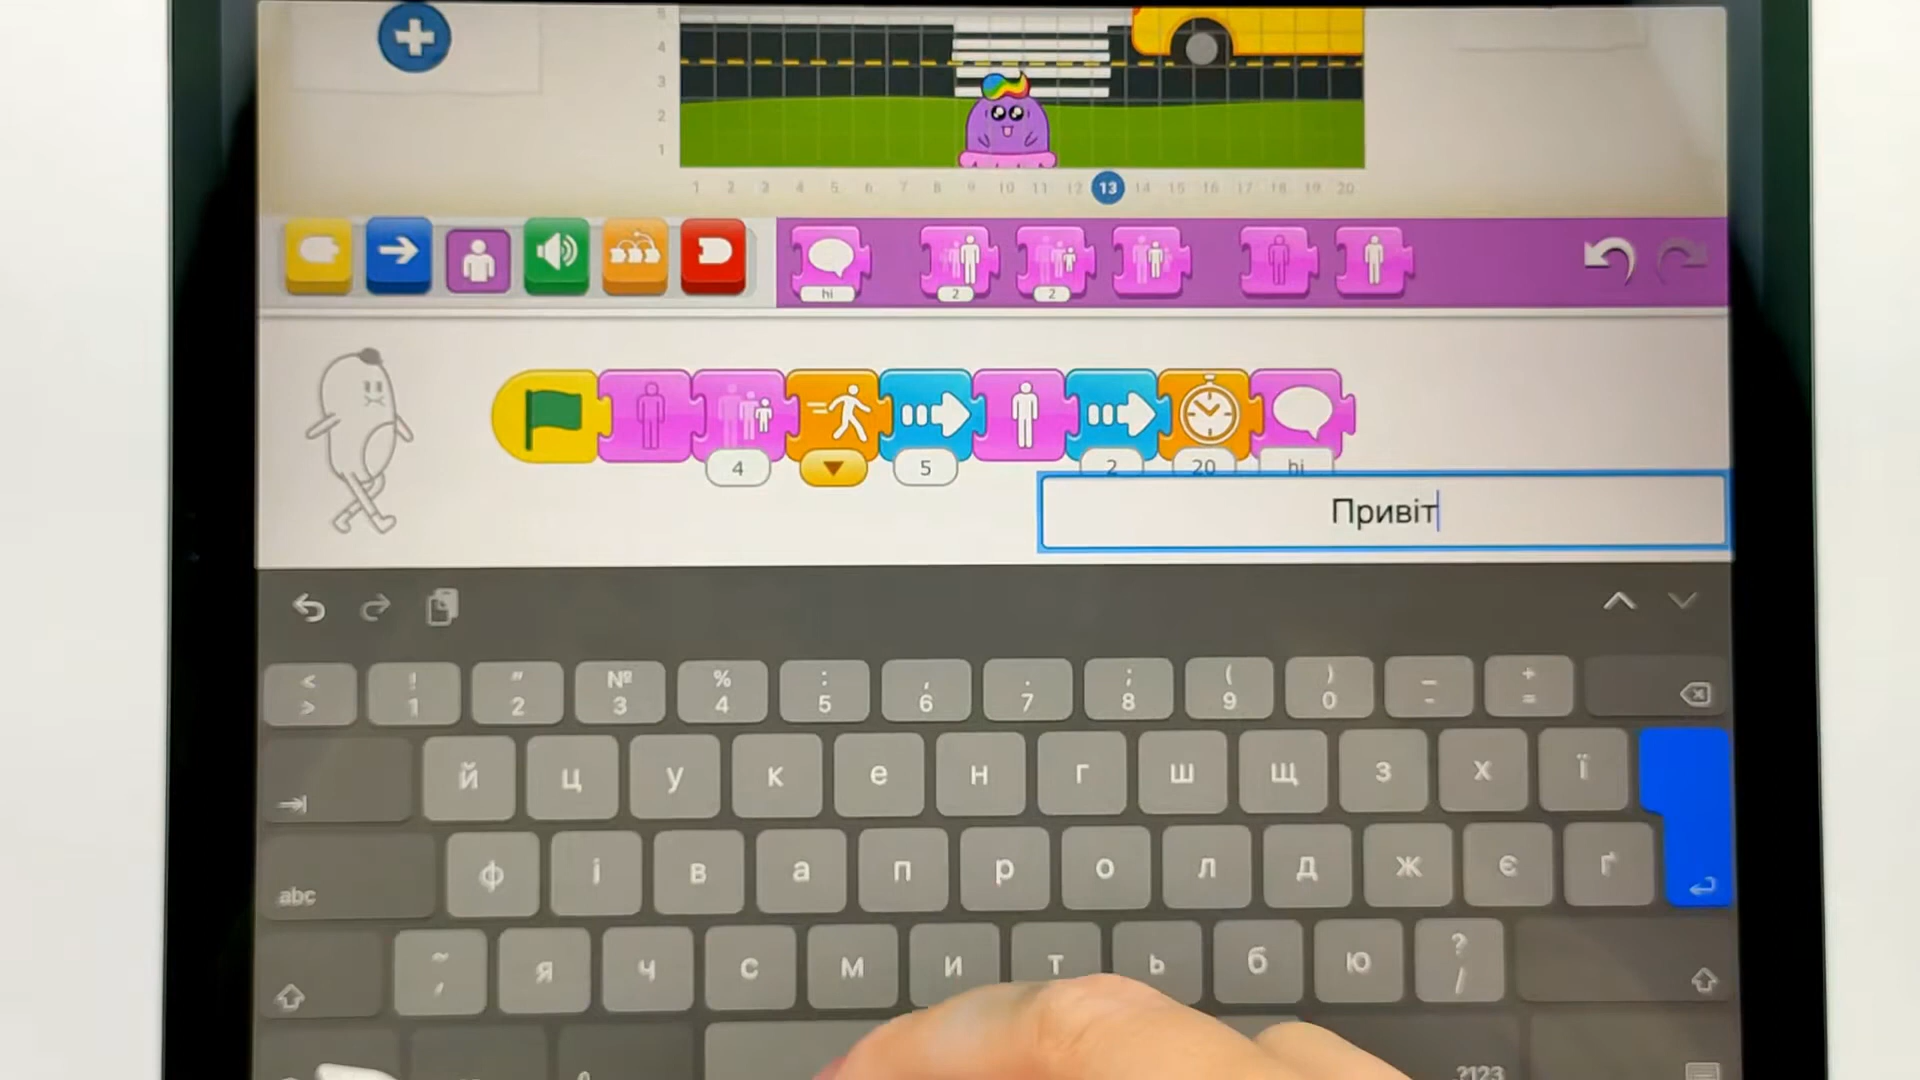 5
4
3
2
1
1 2 3 4 5 6 7 8 9 10 11 12 13 14 15 16 17 18 19 20
hi 2 2
4 5 2 20 hi
Привіт
< > ! 1 " 2 № 3 % 4 : 5 , 6 . 7 ; 8 ( 9 ) 0 _ - + =
й ц у к е н г ш щ з х ї
abc ф і в а п р о л д ж є ґ
~ ' я ч с м и т ь б ю ? /
.?123